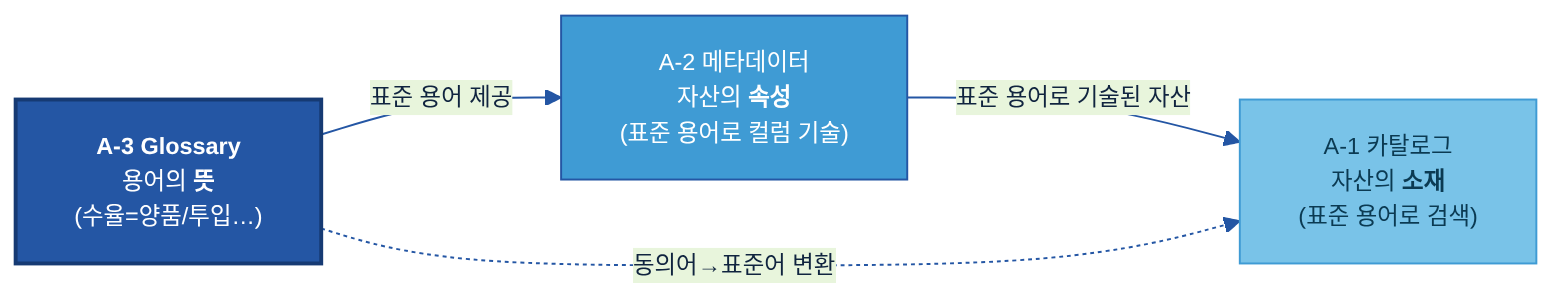 A-3 Glossary
용어의 뜻
(수율=양품/투입…)
표준 용어 제공
A-2 메타데이터
자산의 속성
(표준 용어로 컬럼 기술)
표준 용어로 기술된 자산
A-1 카탈로그
자산의 소재
(표준 용어로 검색)
동의어→표준어 변환